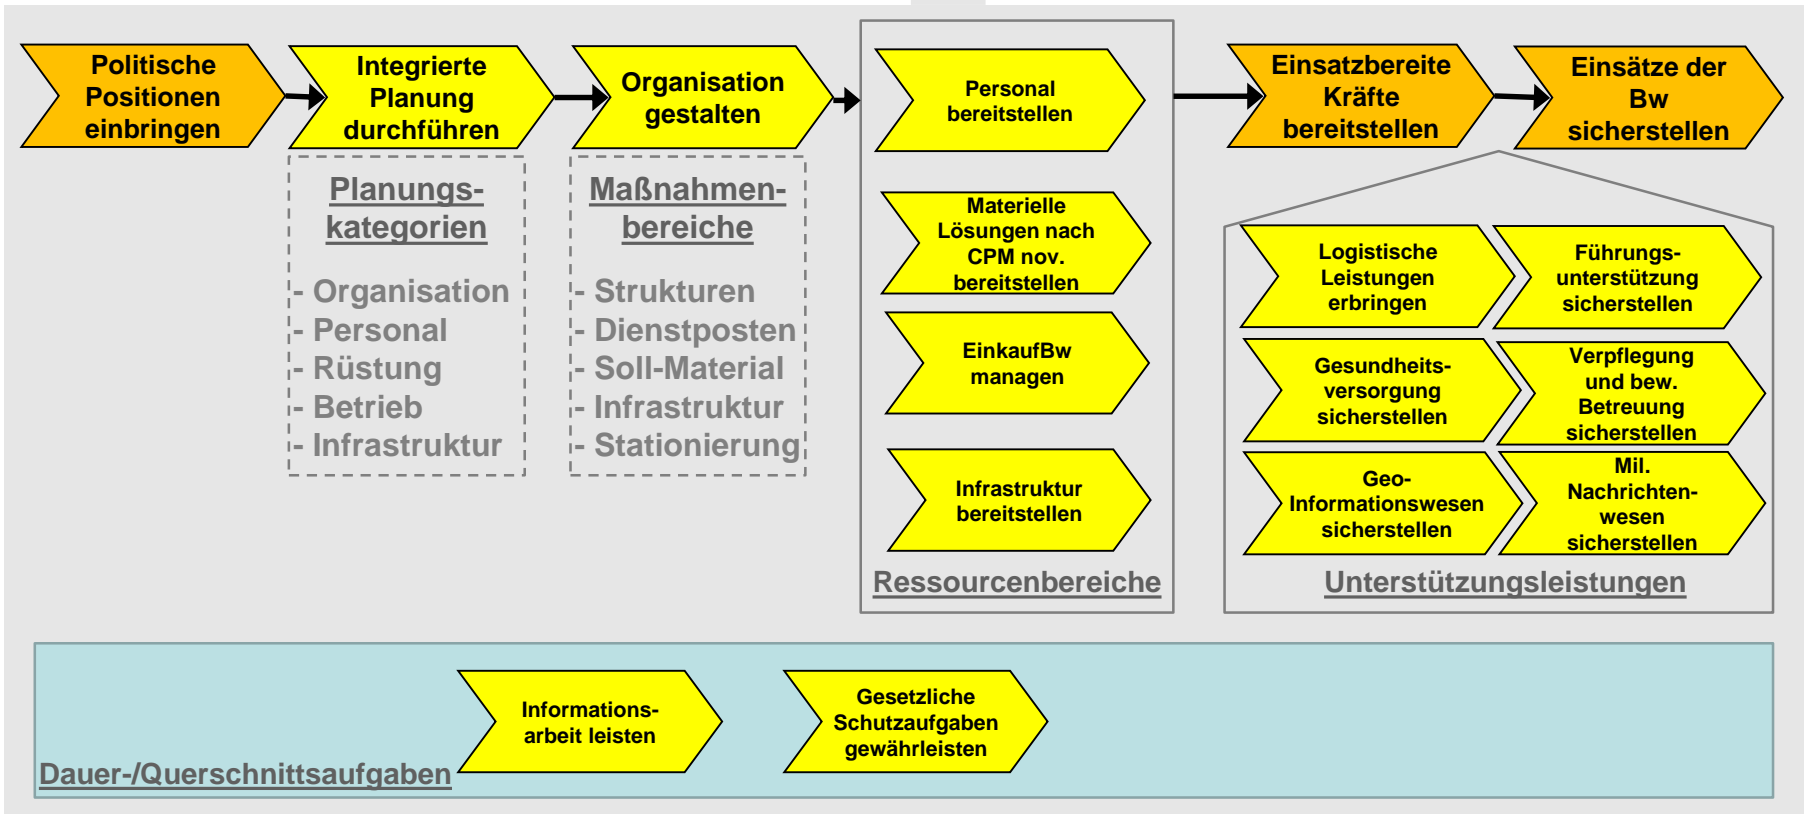 Politische
Positionen
einbringen
Integrierte
Planung
durchführen
Organisation
gestalten
Planungs-
kategorien
- Organisation
- Personal
- Rüstung
- Betrieb
- Infrastruktur
Maßnahmen-
bereiche
- Strukturen
- Dienstposten
- Soll-Material
- Infrastruktur
- Stationierung
Personal
bereitstellen
Materielle
Lösungen nach
CPM nov.
bereitstellen
EinkaufBw
managen
Infrastruktur
bereitstellen
Ressourcenbereiche
Einsatzbereite
Kräfte
bereitstellen
Einsätze der
Bw
sicherstellen
Logistische
Leistungen
erbringen
Führungs-
unterstützung
sicherstellen
Gesundheits-
versorgung
sicherstellen
Verpflegung
und bew.
Betreuung
sicherstellen
Geo-
Informationswesen
sicherstellen
Mil.
Nachrichten-
wesen
sicherstellen
Unterstützungsleistungen
Informations-
arbeit leisten
Gesetzliche
Schutzaufgaben
gewährleisten
Dauer-/Querschnittsaufgaben